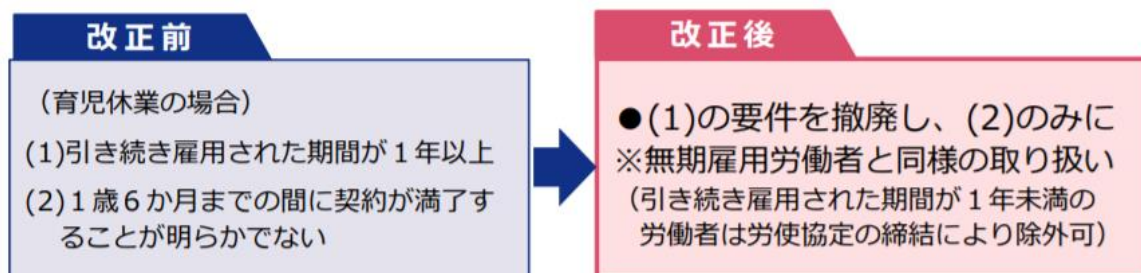 改正前
（育児休業の場合）
(1)引き続き雇用された期間が１年以上
(2)１歳６か月までの間に契約が満了す
ることが明らかでない
改正後
●(1)の要件を撤廃し、(2)のみに
※無期雇用労働者と同様の取り扱い
（引き続き雇用された期間が１年未満の
労働者は労使協定の締結により除外可）